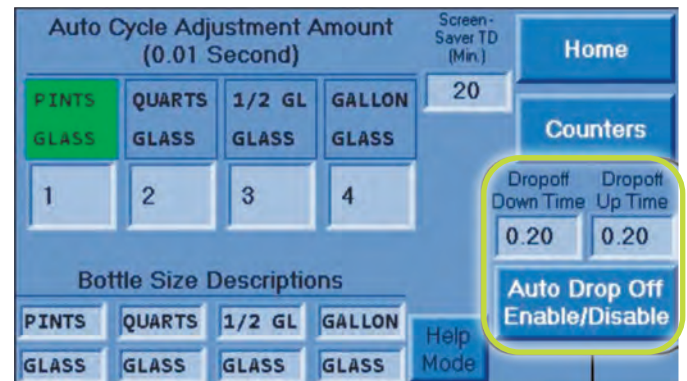 Auto Cycle Adjustment Amount
(0.01 Second)
Screen-
Saver TD
(Min.)
20
Home
PINTS
GLASS
QUARTS
GLASS
1/2 GL
GLASS
GALLON
GLASS
Counters
1
2
3
4
Dropoff
Down Time
0.20
Dropoff
Up Time
0.20
Auto Drop Off
Enable/Disable
Bottle Size Descriptions
PINTS
QUARTS
1/2 GL
GALLON
GLASS
GLASS
GLASS
GLASS
Help
Mode